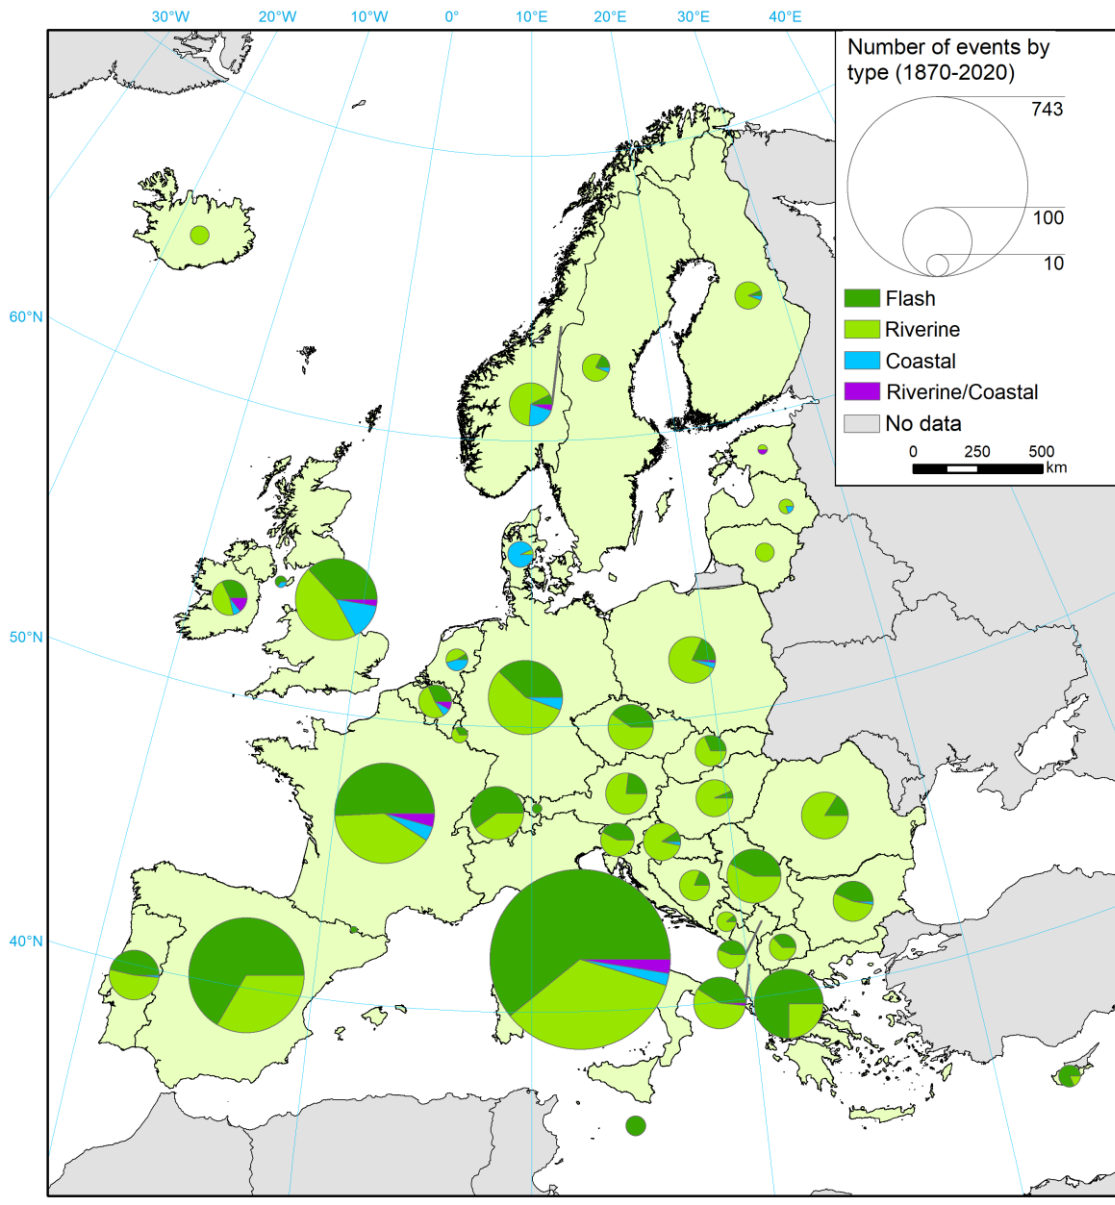 30°W 20°W 10°W 0° 10°E 20°E 30°E 40°E
Number of events by
type (1870-2020)
743
100
10
Flash
Riverine
Coastal
Riverine/Coastal
No data
0 250 500
km
60°N
50°N
40°N